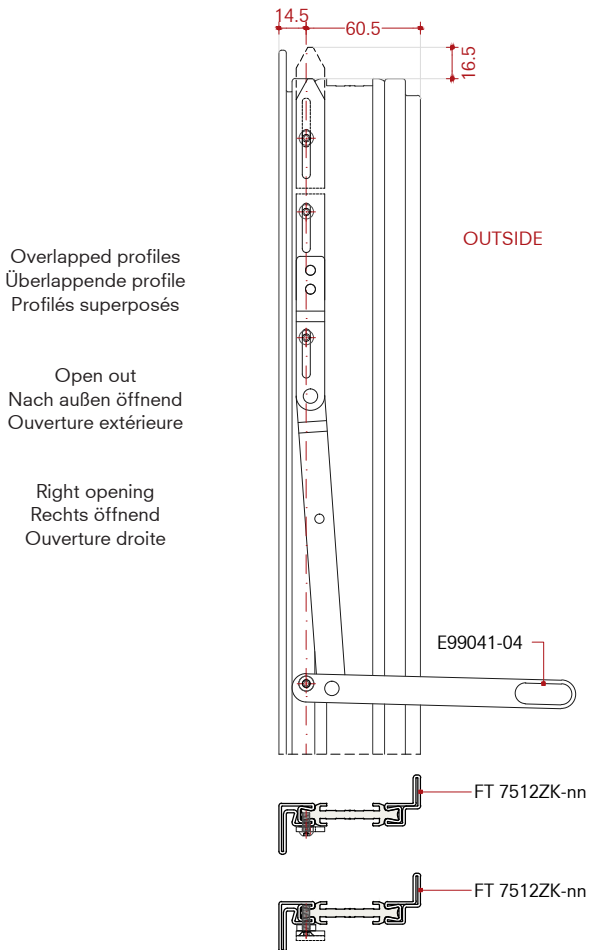 14.5
60.5
16.5
OUTSIDE
Overlapped profiles
Überlappende profile
Profilés superposés
Open out
Nach außen öffnend
Ouverture extérieure
Right opening
Rechts öffnend
Ouverture droite
E99041-04
FT 7512ZK-nn
FT 7512ZK-nn